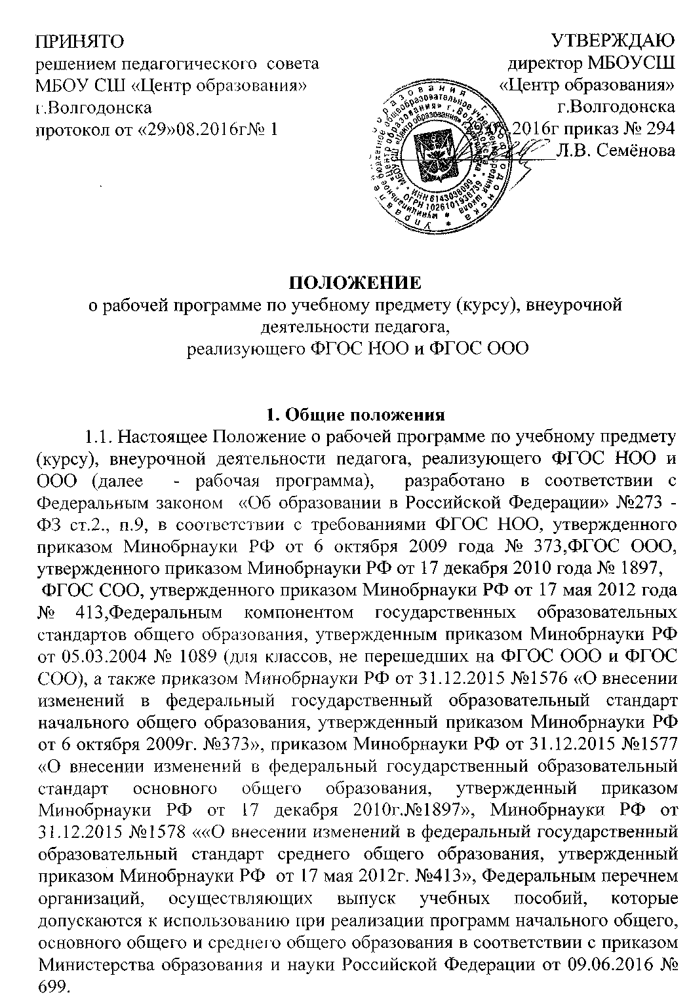 ПРИНЯТО
решением педагогического совета
МБОУ СШ «Центр образования»
г.Волгодонска
протокол от «29»08.2016г№ 1
УТВЕРЖДАЮ
директор МБОУСШ
«Центр образования»
г.Волгодонска
2016г приказ № 294
Л.В. Семёнова
ИНН 6143038099
ОГРН 1026101936739
ПОЛОЖЕНИЕ
о рабочей программе по учебному предмету (курсу), внеурочной
деятельности педагога,
реализующего ФГОС НОО и ФГОС ООО
1. Общие положения
1.1. Настоящее Положение о рабочей программе по учебному предмету
(курсу), внеурочной деятельности педагога, реализующего ФГОС НОО и
ООО (далее - рабочая программа), разработано в соответствии с
Федеральным законом «Об образовании в Российской Федерации» №273 -
ФЗ ст.2., п.9, в соответствии с требованиями ФГОС НОО, утвержденного
приказом Минобрнауки РФ от 6 октября 2009 года № 373,ФГОС ООО,
утвержденного приказом Минобрнауки РФ от 17 декабря 2010 года № 1897,
ФГОС СОО, утвержденного приказом Минобрнауки РФ от 17 мая 2012 года
№ 413,Федеральным компонентом государственных образовательных
стандартов общего образования, утвержденным приказом Минобрнауки РФ
от 05.03.2004 № 1089 (для классов, не перешедших на ФГОС ООО и ФГОС
СОО), а также приказом Минобрнауки РФ от 31.12.2015 №1576 «О внесении
изменений в федеральный государственный образовательный стандарт
начального общего образования, утвержденный приказом Минобрнауки РФ
от 6 октября 2009г. №373», приказом Минобрнауки РФ от 31.12.2015 №1577
«О внесении изменений в федеральный государственный образовательный
стандарт основного общего образования, утвержденный приказом
Минобрнауки РФ от 17 декабря 2010г.№1897», Минобрнауки РФ от
31.12.2015 №1578 ««О внесении изменений в федеральный государственный
образовательный стандарт среднего общего образования, утвержденный
приказом Минобрнауки РФ от 17 мая 2012г. №413», Федеральным перечнем
организаций, осуществляющих выпуск учебных пособий, которые
допускаются к использованию при реализации программ начального общего,
основного общего и среднего общего образования в соответствии с приказом
Министерства образования и науки Российской Федерации от 09.06.2016 №
699.